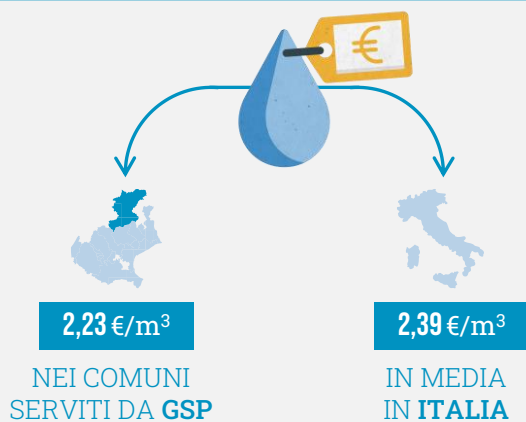 €
2,23 €/m³
NEI COMUNI
SERVITI DA GSP
2,39 €/m³
IN MEDIA
IN ITALIA